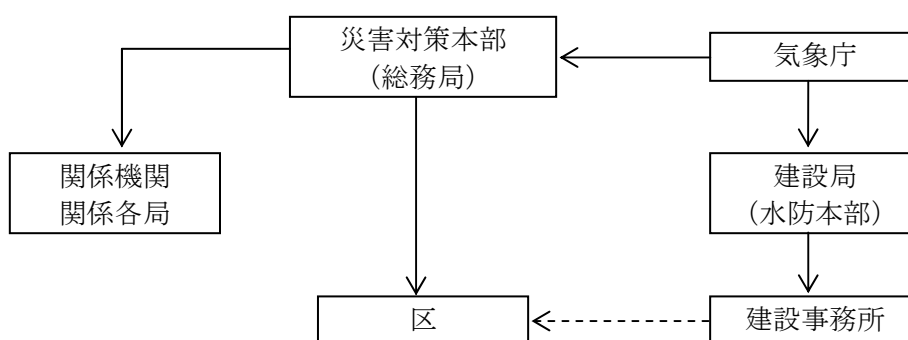 災害対策本部
（総務局）
気象庁
関係機関
関係各局
建設局
（水防本部）
区
建設事務所